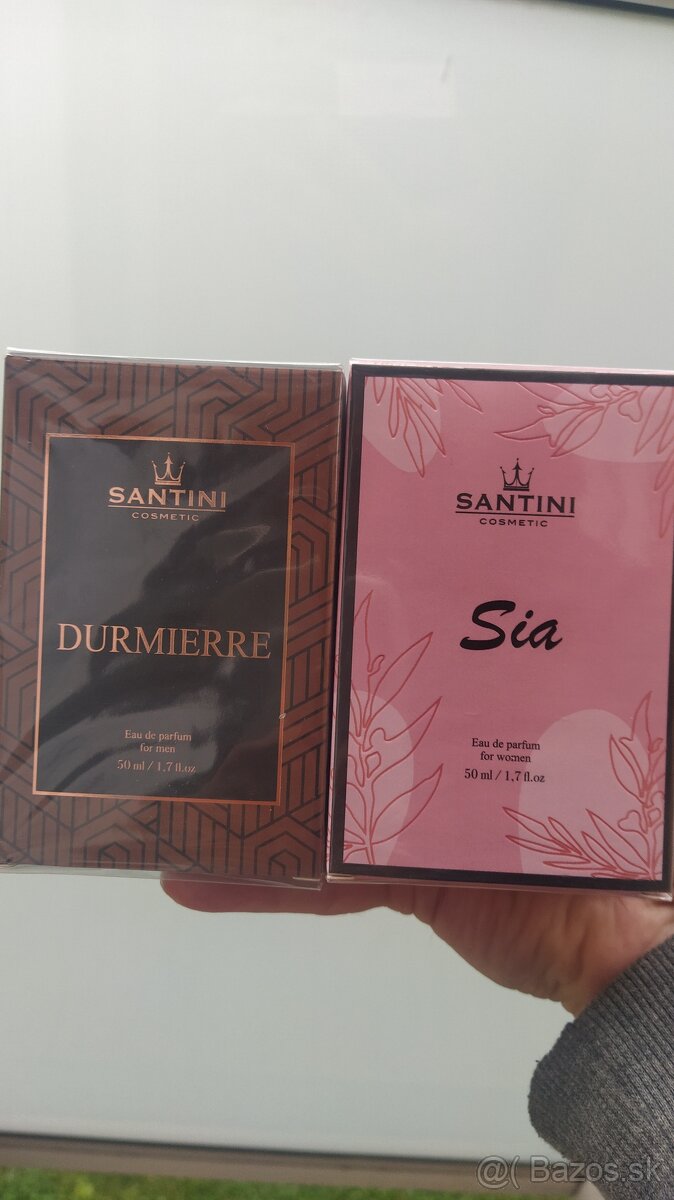 SANTINI
COSMETIC
DURMIERRE
Eau de parfum
for men
50 ml / 1,7 fl.oz
SANTINI
COSMETIC
Sia
Eau de parfum
for women
50 ml / 1,7 fl.oz
@( Bazos.sk